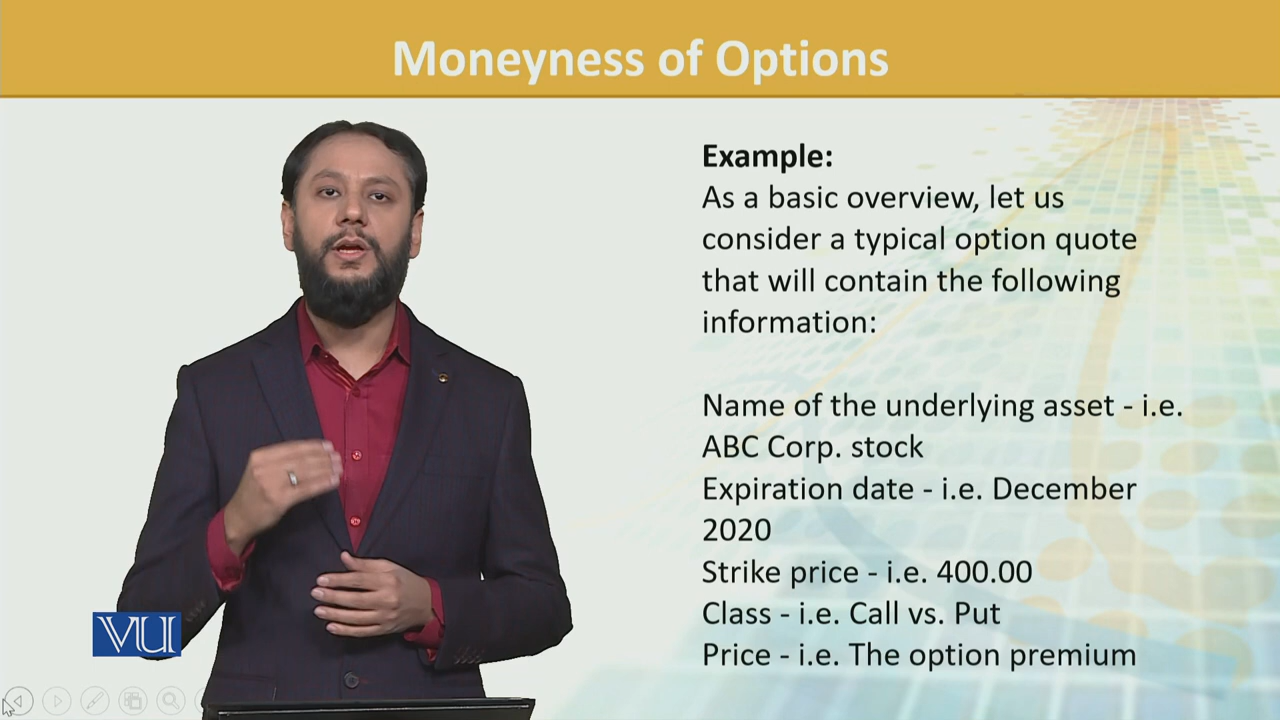 Moneyness of Options
Example:
As a basic overview, let us
consider a typical option quote
that will contain the following
information:
Name of the underlying asset - i.e.
ABC Corp. stock
Expiration date - i.e. December
2020
Strike price - i.e. 400.00
Class - i.e. Call vs. Put
Price - i.e. The option premium
VU